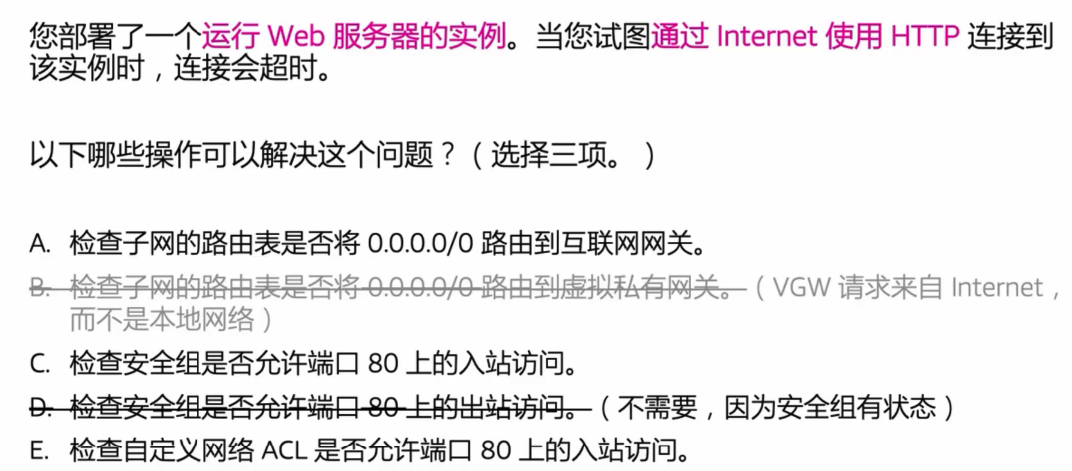 您部署了一个运行 Web 服务器的实例。当您试图通过 Internet 使用 HTTP 连接到
该实例时，连接会超时。
以下哪些操作可以解决这个问题？（选择三项。）
A. 检查子网的路由表是否将 0.0.0.0/0 路由到互联网网关。
B. 检查子网的路由表是否将 0.0.0.0/0 路由到虚拟私有网关。（VGW 请求来自 Internet，
而不是本地网络）
C. 检查安全组是否允许端口 80 上的入站访问。
D. 检查安全组是否允许端口 80 上的出站访问。（不需要，因为安全组有状态）
E. 检查自定义网络 ACL 是否允许端口 80 上的入站访问。